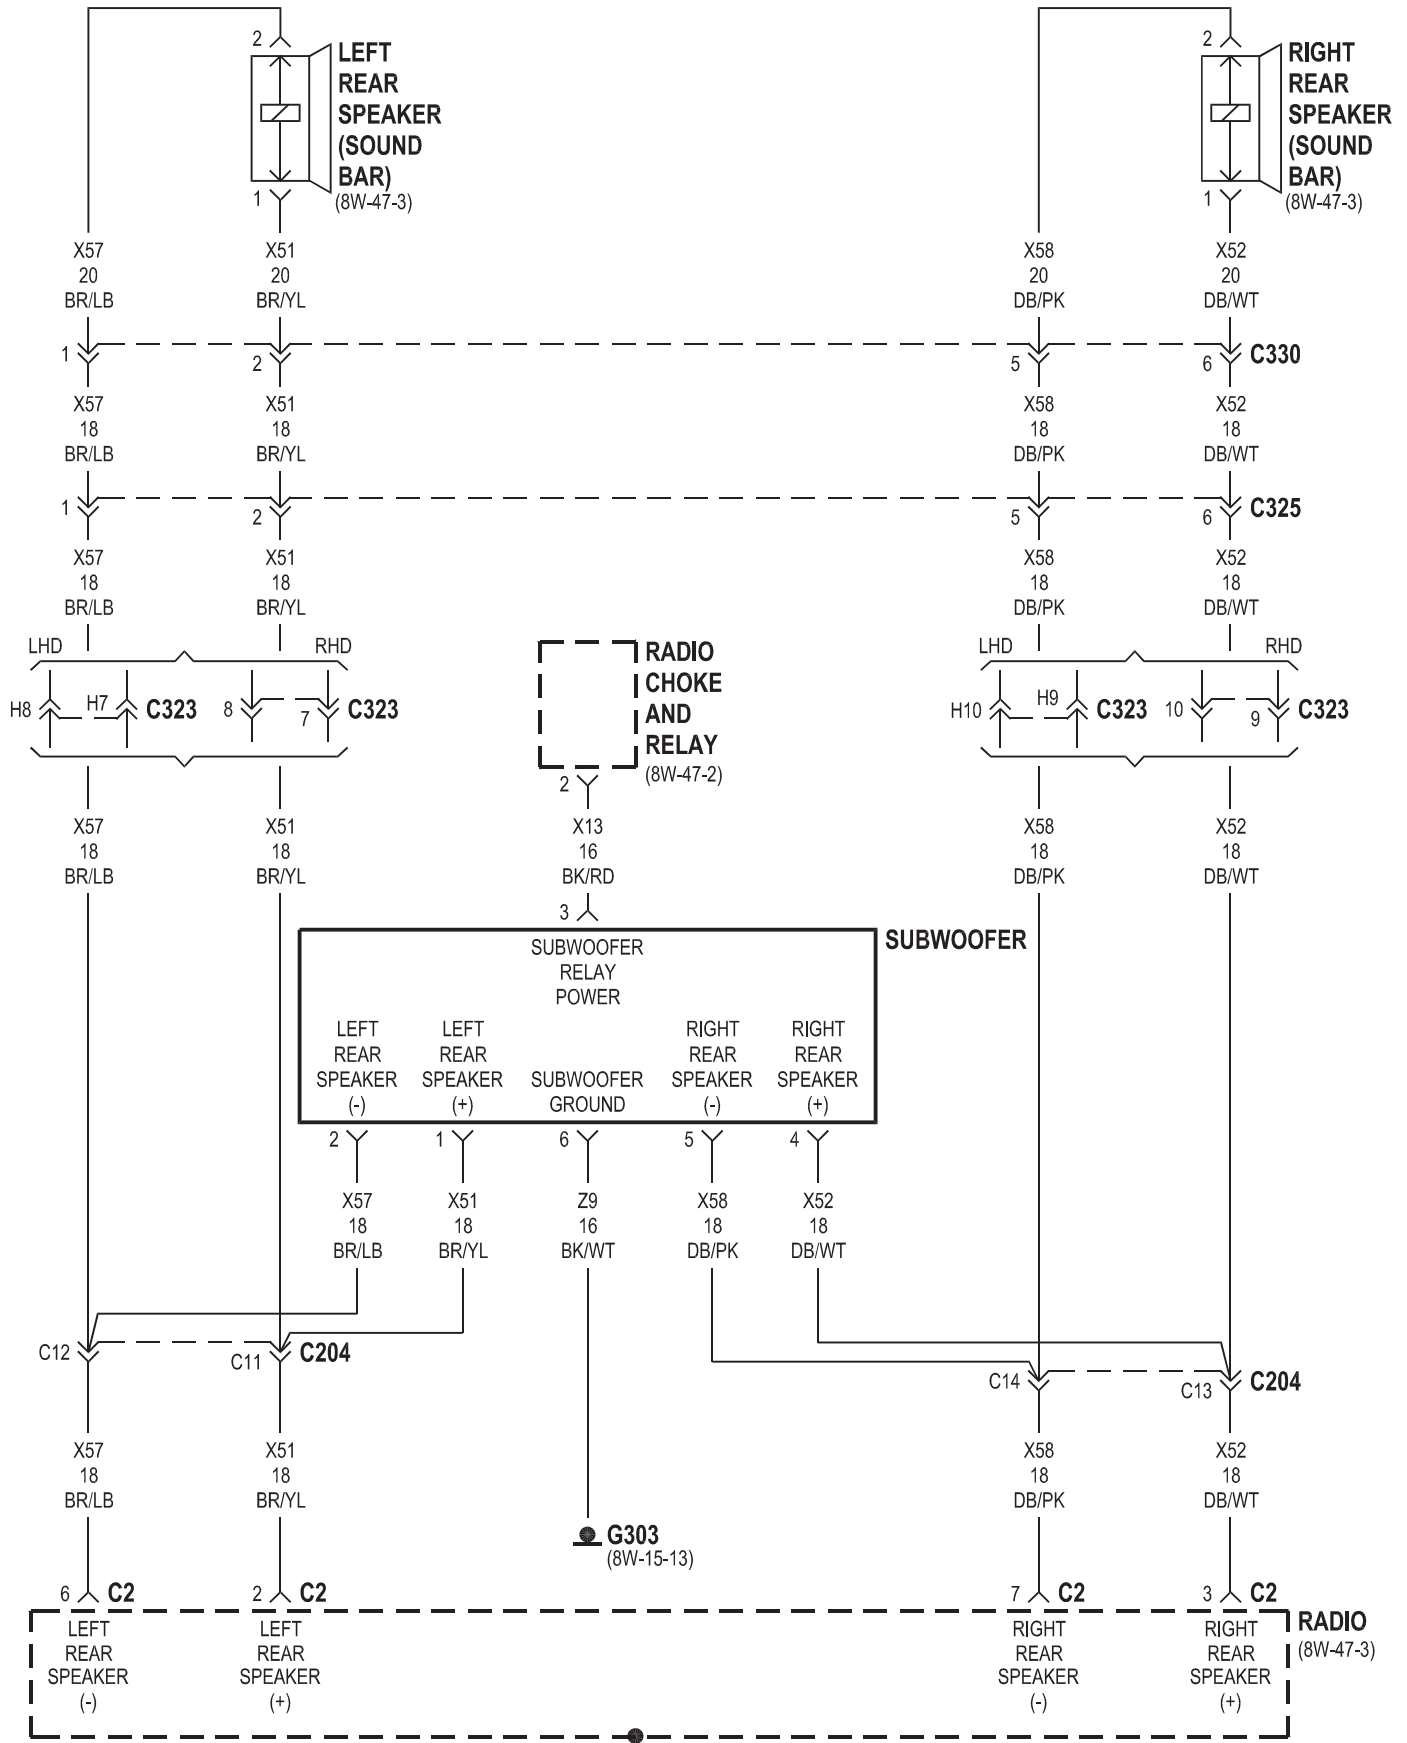 2
LEFT
REAR
SPEAKER
(SOUND
BAR)
(8W-47-3)
1
2
RIGHT
REAR
SPEAKER
(SOUND
BAR)
(8W-47-3)
1
X57
20
BR/LB
X51
20
BR/YL
X58
20
DB/PK
X52
20
DB/WT
1
2
5
6
C330
X57
18
BR/LB
X51
18
BR/YL
X58
18
DB/PK
X52
18
DB/WT
1
2
5
6
C325
X57
18
BR/LB
X51
18
BR/YL
X58
18
DB/PK
X52
18
DB/WT
LHD
RHD
H8
H7
C323
8
7
C323
RADIO
CHOKE
AND
RELAY
(8W-47-2)
2
LHD
RHD
H10
H9
C323
10
9
C323
X57
18
BR/LB
X51
18
BR/YL
X13
16
BK/RD
3
X58
18
DB/PK
X52
18
DB/WT
SUBWOOFER
SUBWOOFER
RELAY
POWER
LEFT
REAR
SPEAKER
(-)
LEFT
REAR
SPEAKER
(+)
SUBWOOFER
GROUND
RIGHT
REAR
SPEAKER
(-)
RIGHT
REAR
SPEAKER
(+)
2
1
6
5
4
X57
18
BR/LB
X51
18
BR/YL
Z9
16
BK/WT
X58
18
DB/PK
X52
18
DB/WT
C12
C11
C204
C14
C13
C204
X57
18
BR/LB
X51
18
BR/YL
X58
18
DB/PK
X52
18
DB/WT
G303
(8W-15-13)
6
C2
2
C2
7
C2
3
C2
LEFT
REAR
SPEAKER
(-)
LEFT
REAR
SPEAKER
(+)
RIGHT
REAR
SPEAKER
(-)
RIGHT
REAR
SPEAKER
(+)
RADIO
(8W-47-3)